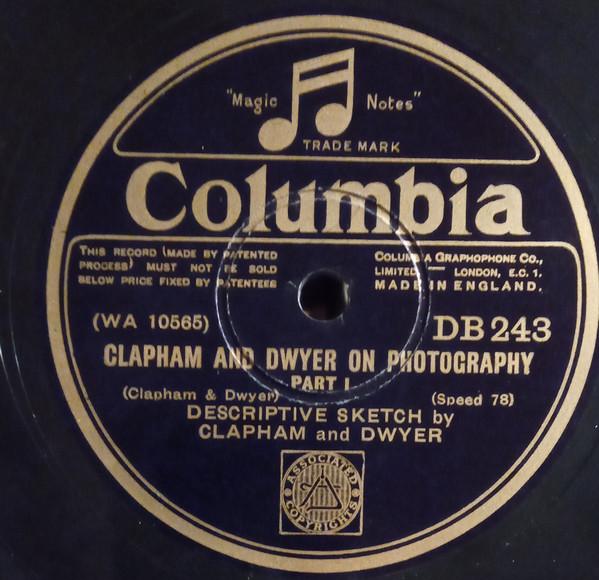 "Magic Notes"
TRADE MARK
Columbia
THIS RECORD (MADE BY PATENTED
PROCESS) MUST NOT BE SOLD
BELOW PRICE FIXED BY PATENTEES
COLUMBIA GRAPHOPHONE CO.,
LIMITED — LONDON, E.C. 1.
MADE IN ENGLAND.
(WA 10565)
DB 243
CLAPHAM AND DWYER ON PHOTOGRAPHY
PART I
(Clapham & Dwyer)
(Speed 78)
DESCRIPTIVE SKETCH by
CLAPHAM and DWYER
ASSOCIATED
COPYRIGHTS